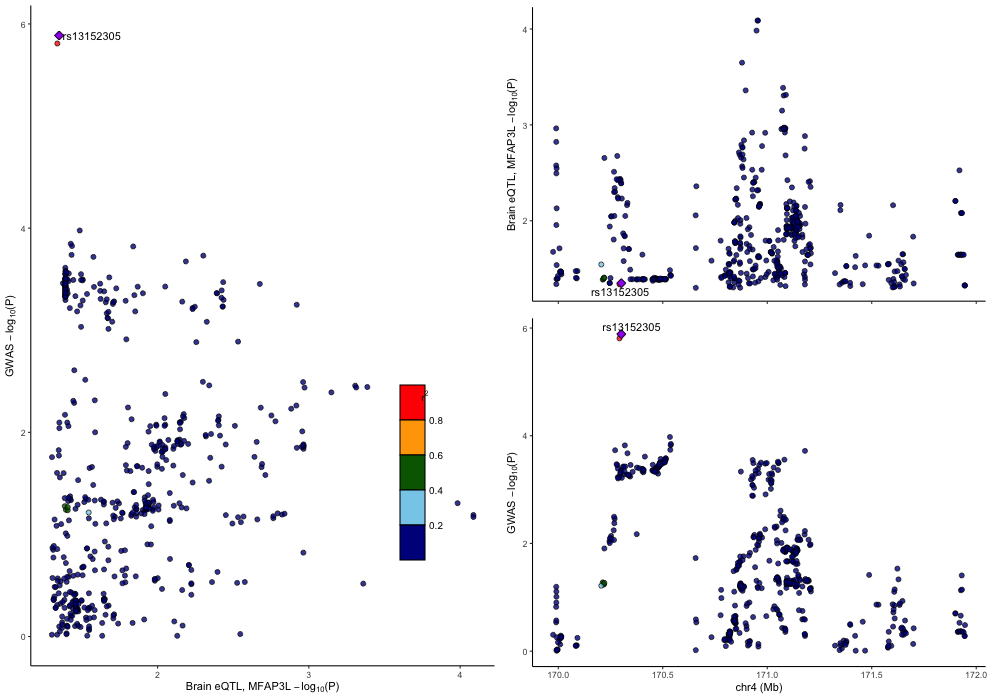 6
4
2
0
GWAS −log10(P)
rs13152305
r²
0.8
0.6
0.4
0.2
2
3
4
Brain eQTL, MFAP3L −log10(P)
4
3
2
Brain eQTL, MFAP3L −log10(P)
rs13152305
rs13152305
6
4
2
0
GWAS −log10(P)
170.0
170.5
171.0
171.5
172.0
chr4 (Mb)